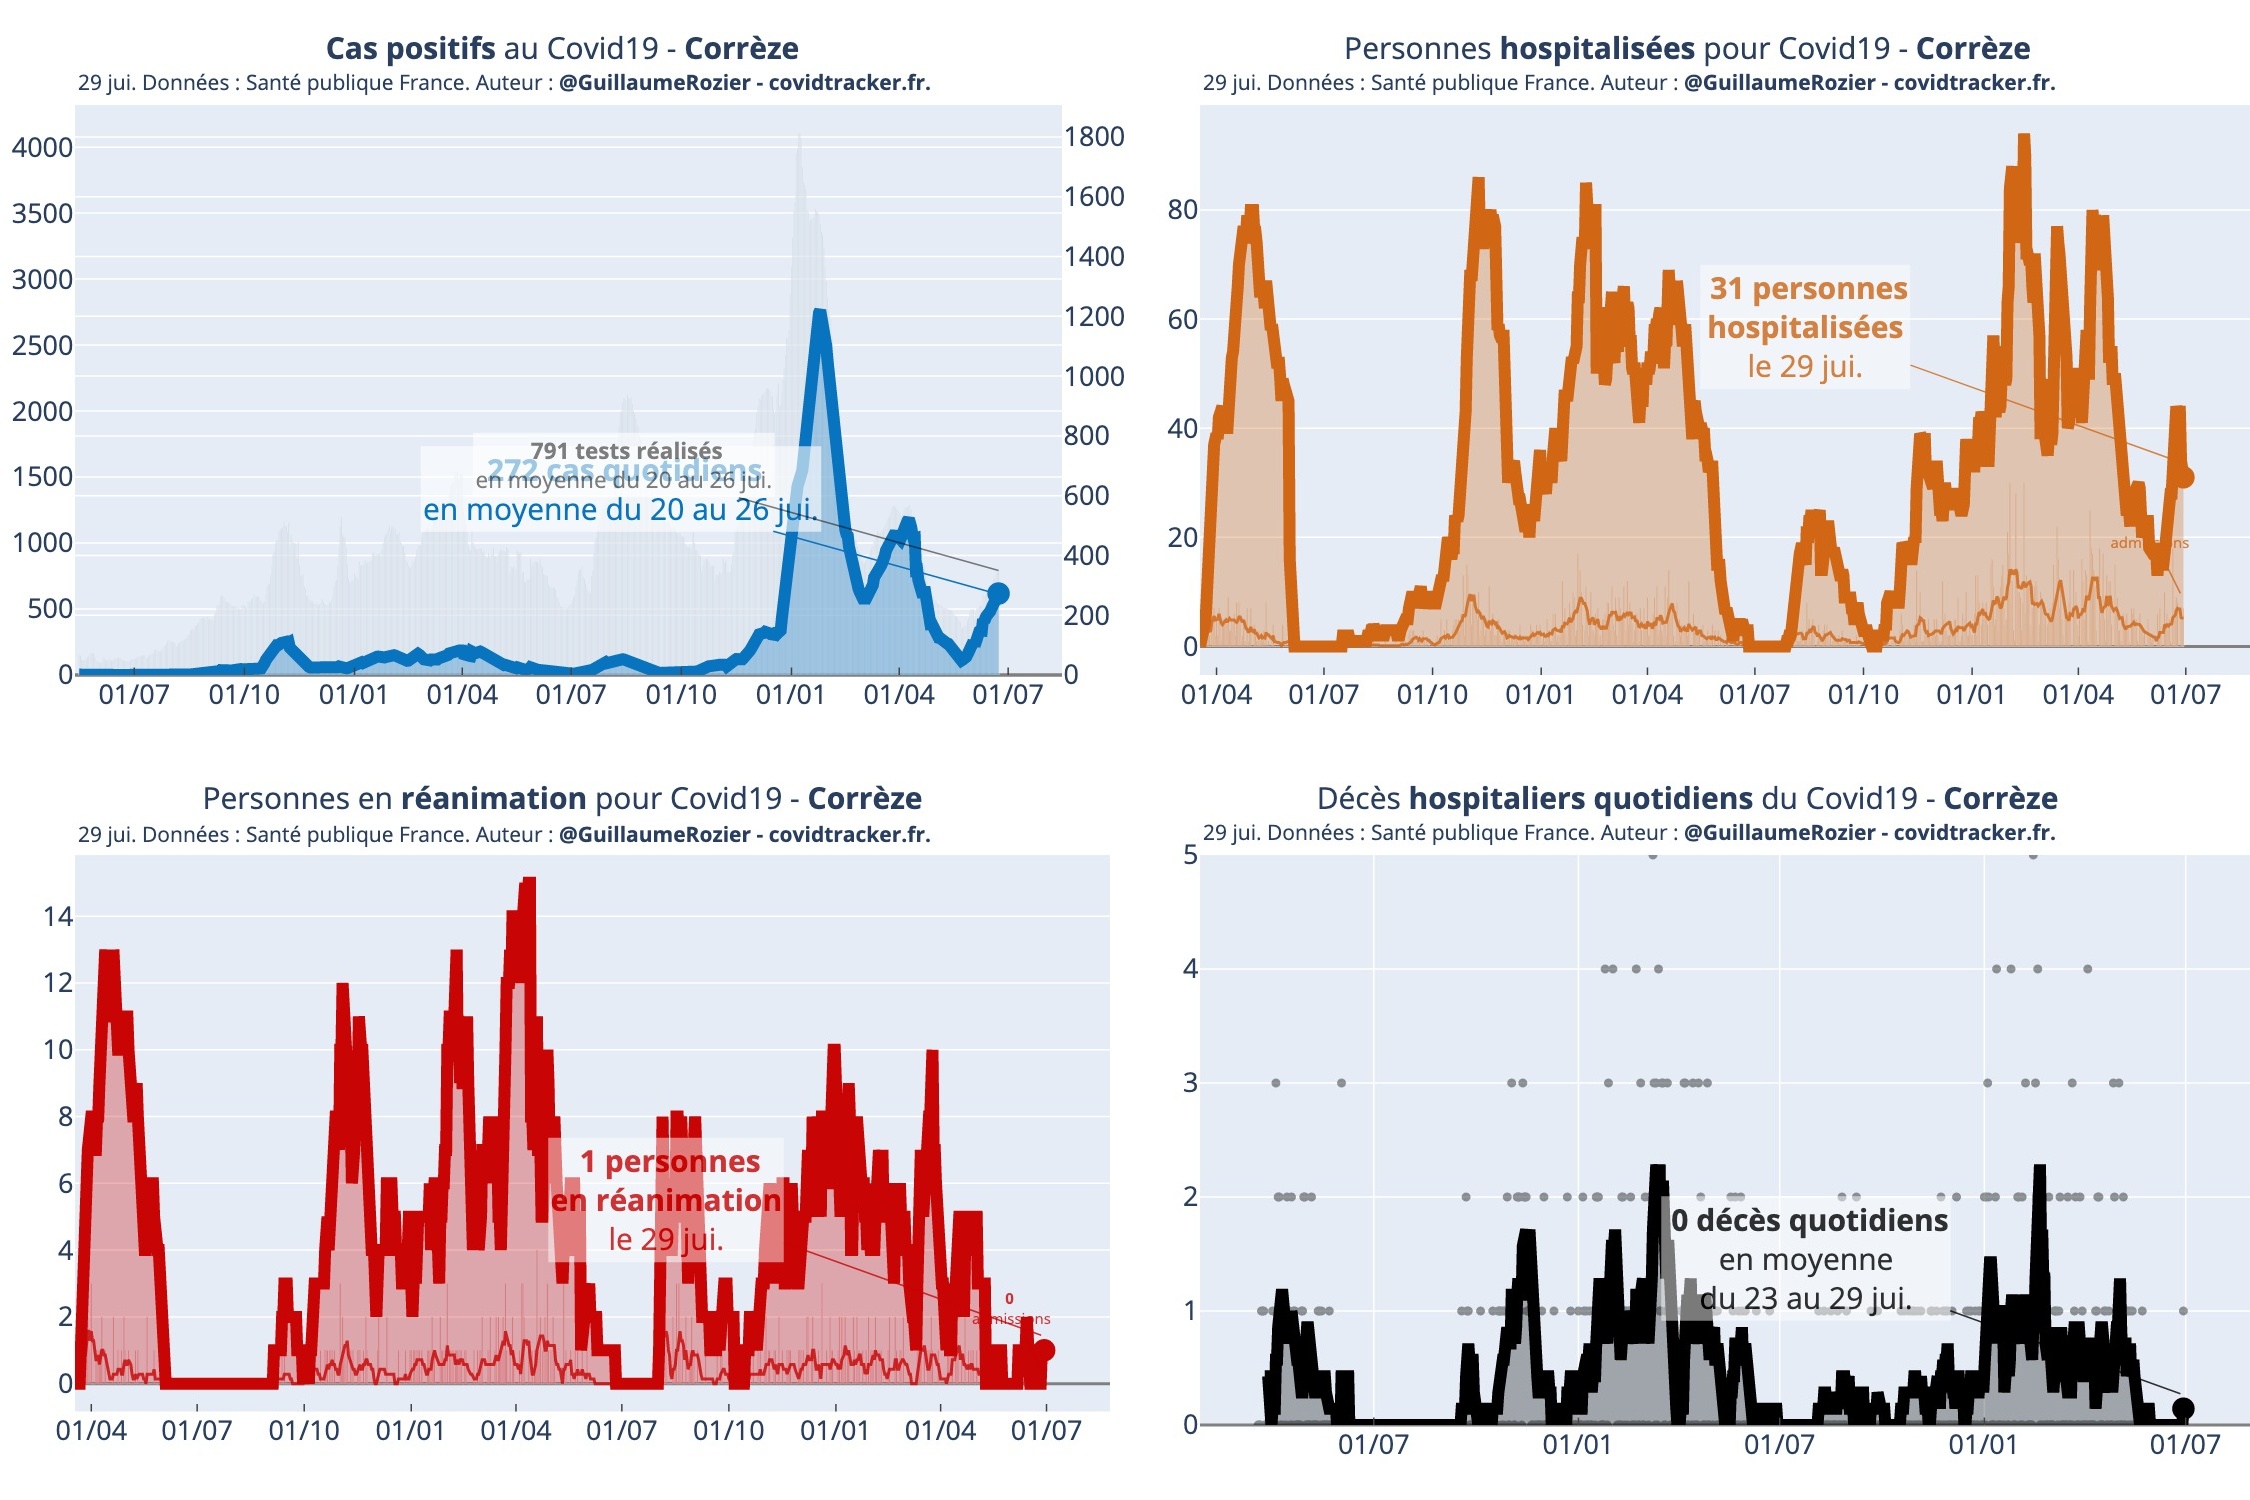 Cas positifs au Covid19 - Corrèze
29 jui. Données : Santé publique France. Auteur : @GuillaumeRozier - covidtracker.fr.
4000
3500
3000
2500
2000
1500
1000
500
0
1800
1600
1400
1200
1000
800
600
400
200
0
791 tests réalisés
272 cas quotidiens
en moyenne du 20 au 26 jui.
en moyenne du 20 au 26 jui.
01/07 01/10 01/01 01/04 01/07 01/10 01/01 01/04 01/07
Personnes hospitalisées pour Covid19 - Corrèze
29 jui. Données : Santé publique France. Auteur : @GuillaumeRozier - covidtracker.fr.
80
60
40
20
0
31 personnes
hospitalisées
le 29 jui.
admissions
01/04 01/07 01/10 01/01 01/04 01/07 01/10 01/01 01/04 01/07
Personnes en réanimation pour Covid19 - Corrèze
29 jui. Données : Santé publique France. Auteur : @GuillaumeRozier - covidtracker.fr.
14
12
10
8
6
4
2
0
1 personnes
en réanimation
le 29 jui.
0
admissions
01/04 01/07 01/10 01/01 01/04 01/07 01/10 01/01 01/04 01/07
Décès hospitaliers quotidiens du Covid19 - Corrèze
29 jui. Données : Santé publique France. Auteur : @GuillaumeRozier - covidtracker.fr.
5
4
3
2
1
0
0 décès quotidiens
en moyenne
du 23 au 29 jui.
01/07 01/01 01/07 01/01 01/07